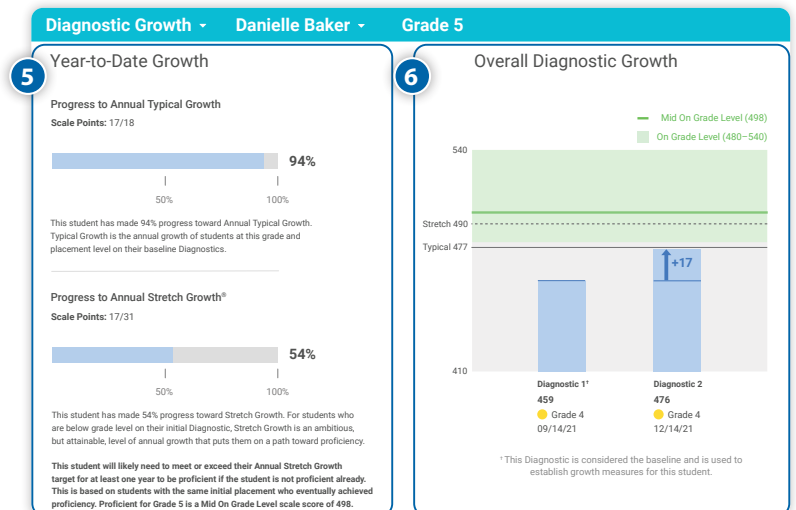 Diagnostic Growth Danielle Baker Grade 5
5
Year-to-Date Growth
Progress to Annual Typical Growth
Scale Points: 17/18
94%
50% 100%
This student has made 94% progress toward Annual Typical Growth.
Typical Growth is the annual growth of students at this grade and
placement level on their baseline Diagnostics.
Progress to Annual Stretch Growth®
Scale Points: 17/31
54%
50% 100%
This student has made 54% progress toward Stretch Growth. For students who
are below grade level on their initial Diagnostic, Stretch Growth is an ambitious,
but attainable, level of annual growth that puts them on a path toward proficiency.
This student will likely need to meet or exceed their Annual Stretch Growth
target for at least one year to be proficient if the student is not proficient already.
This is based on students with the same initial placement who eventually achieved
proficiency. Proficient for Grade 5 is a Mid On Grade Level scale score of 498.
6
Overall Diagnostic Growth
Mid On Grade Level (498)
On Grade Level (480–540)
540
Stretch 490
Typical 477
+17
410
Diagnostic 1† Diagnostic 2
459 476
Grade 4 Grade 4
09/14/21 12/14/21
†This Diagnostic is considered the baseline and is used to
establish growth measures for this student.